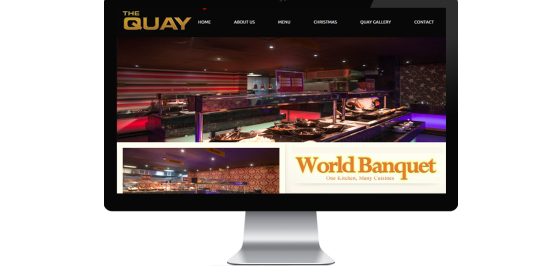 THE
QUAY
HOME ABOUT US MENU CHRISTMAS QUAY GALLERY CONTACT
World Banquet
One Kitchen, Many Cuisines